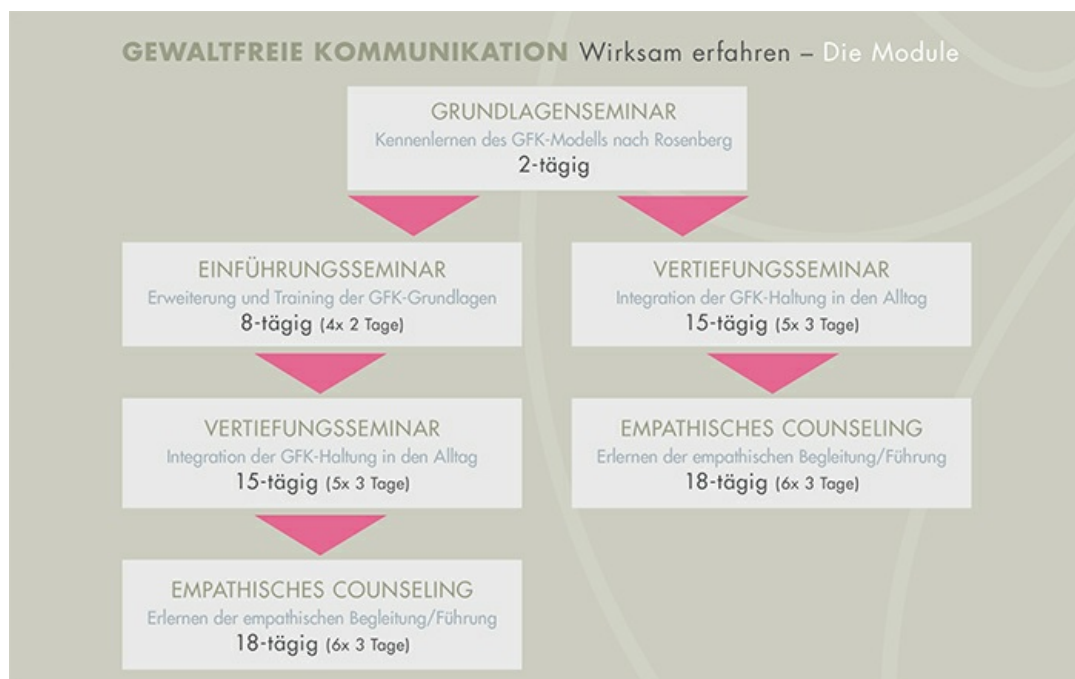 GEWALTFREIE KOMMUNIKATION Wirksam erfahren – Die Module
GRUNDLAGENSEMINAR
Kennenlernen des GFK-Modells nach Rosenberg
2-tägig
EINFÜHRUNGSSEMINAR
Erweiterung und Training der GFK-Grundlagen
8-tägig (4x 2 Tage)
VERTIEFUNGSSEMINAR
Integration der GFK-Haltung in den Alltag
15-tägig (5x 3 Tage)
EMPATHISCHES COUNSELING
Erlernen der empathischen Begleitung/Führung
18-tägig (6x 3 Tage)
VERTIEFUNGSSEMINAR
Integration der GFK-Haltung in den Alltag
15-tägig (5x 3 Tage)
EMPATHISCHES COUNSELING
Erlernen der empathischen Begleitung/Führung
18-tägig (6x 3 Tage)